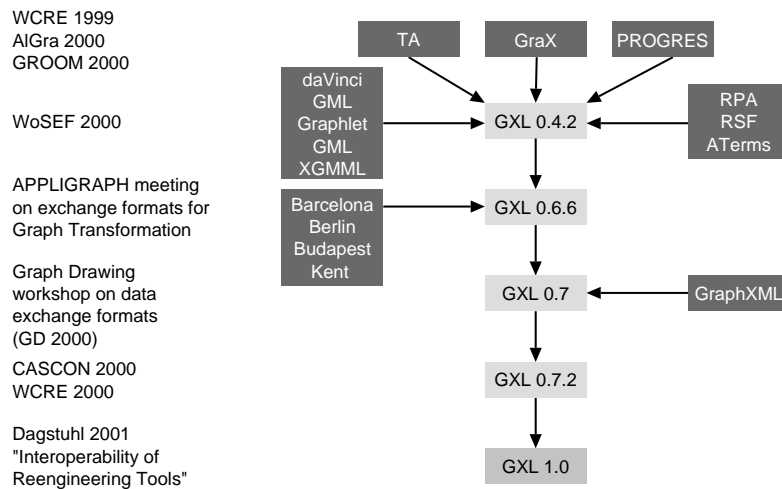 WCRE 1999
AlGra 2000
GROOM 2000
TA
GraX
PROGRES
daVinci
GML
Graphlet
GML
XGMML
WoSEF 2000
GXL 0.4.2
RPA
RSF
ATerms
APPLIGRAPH meeting
on exchange formats for
Graph Transformation
Barcelona
Berlin
Budapest
Kent
GXL 0.6.6
Graph Drawing
workshop on data
exchange formats
(GD 2000)
GXL 0.7
GraphXML
CASCON 2000
WCRE 2000
GXL 0.7.2
Dagstuhl 2001
"Interoperability of
Reengineering Tools"
GXL 1.0